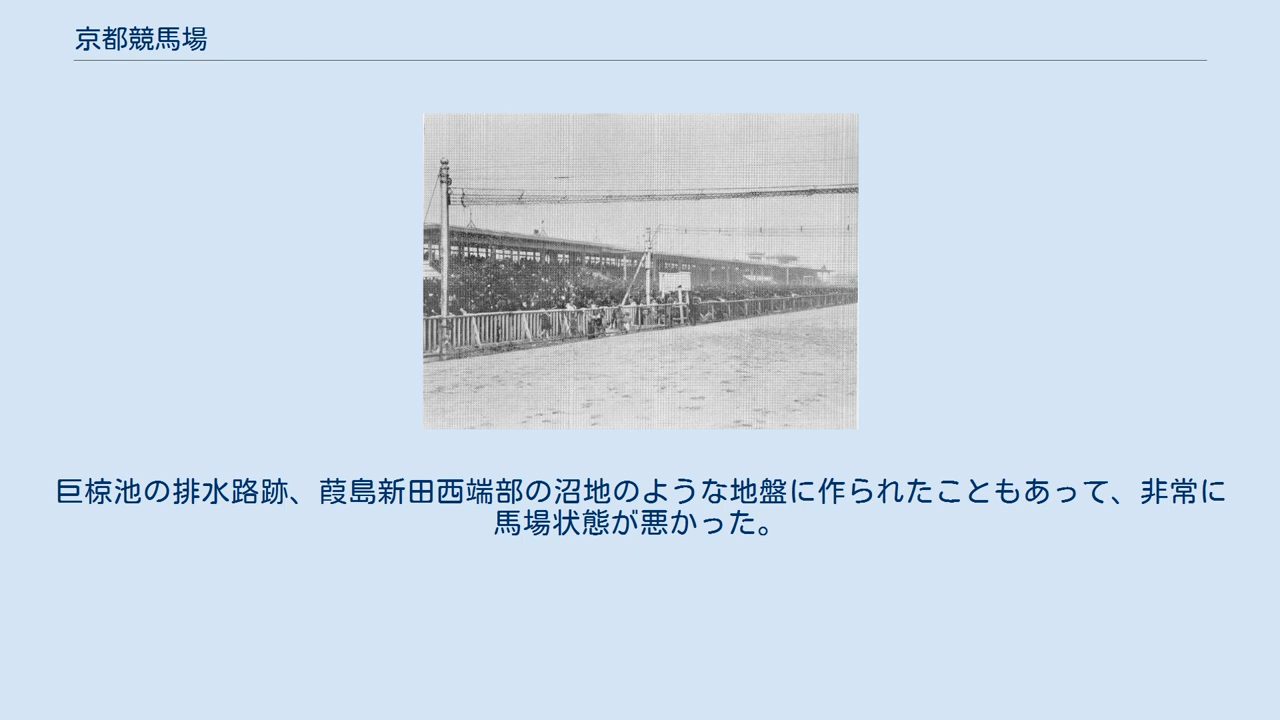 京都競馬場
巨椋池の排水路跡、葭島新田西端部の沼地のような地盤に作られたこともあって、非常に
馬場状態が悪かった。